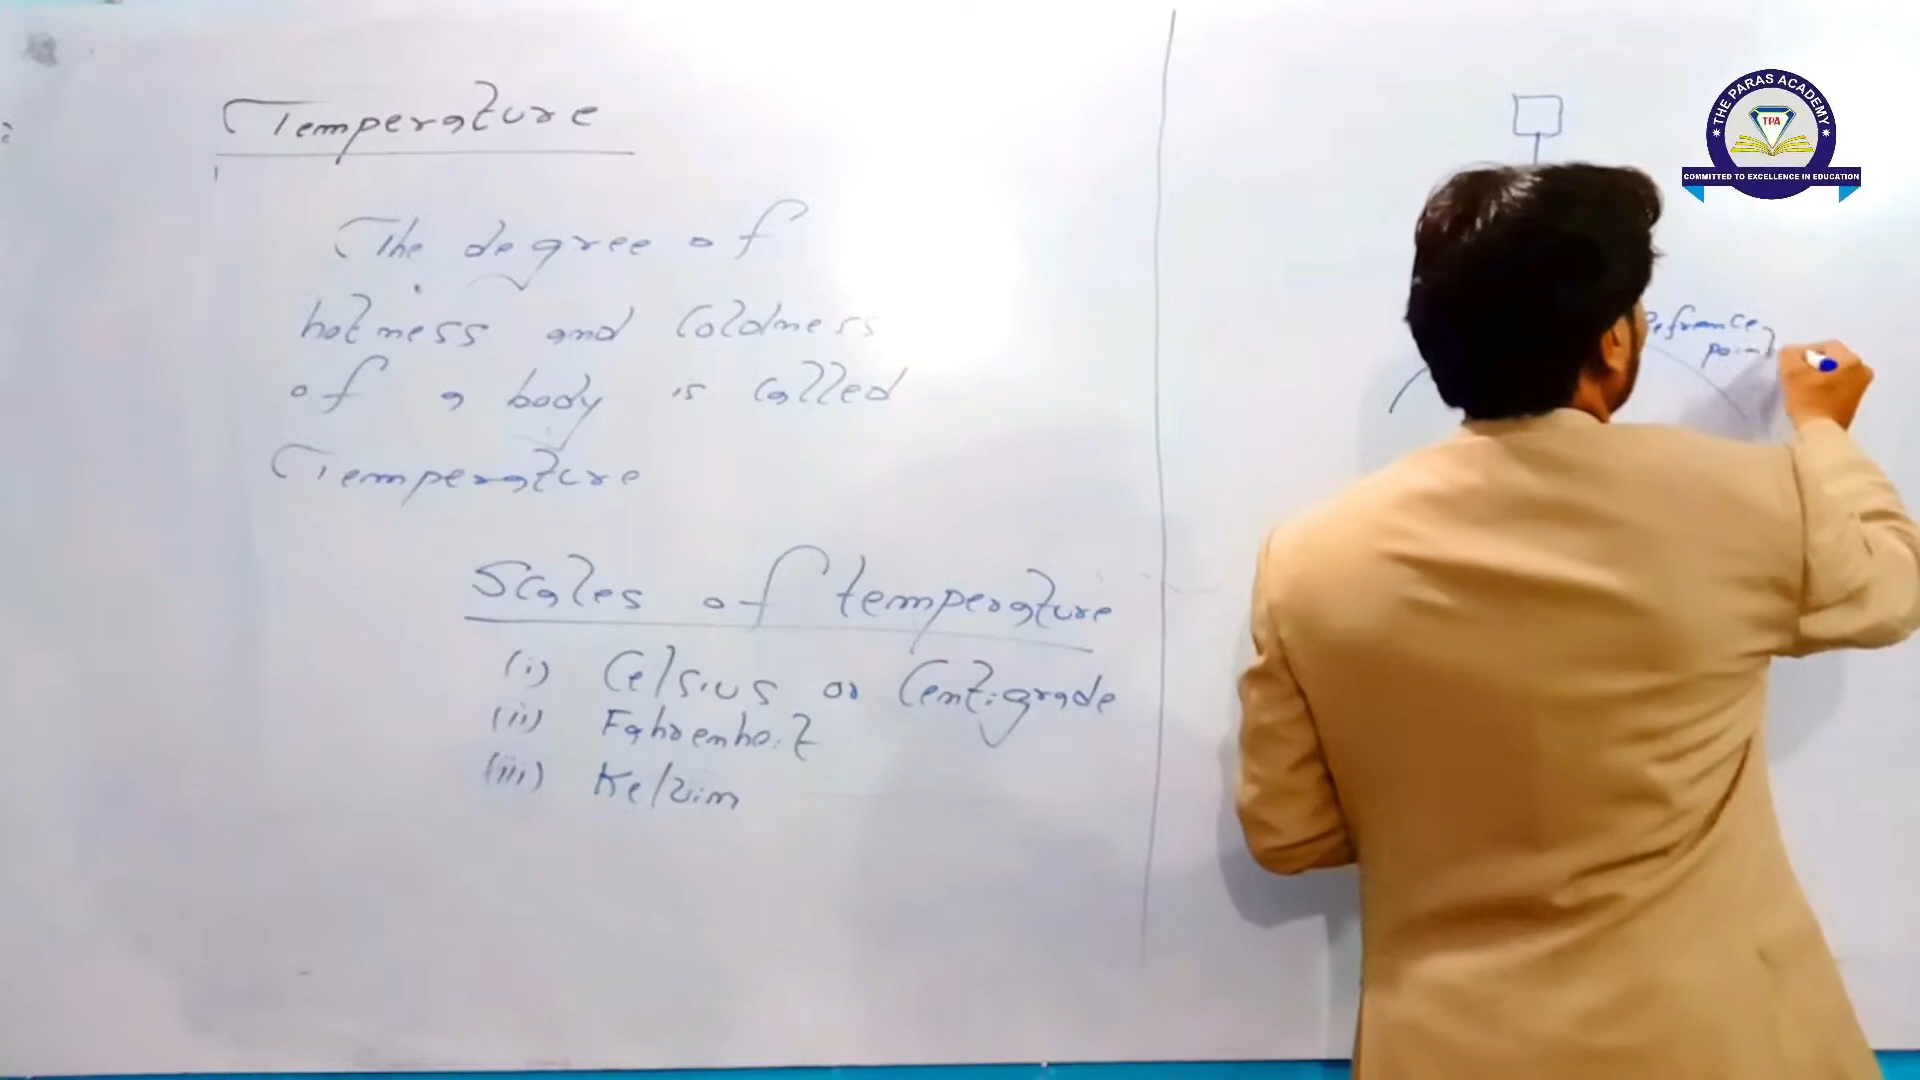 Temperature
The degree of
hotness and Coldness
of a body is Called
Temperature
Scales of temperature
(i) Celsius or Centigrade
(ii) Fahrenheit
(iii) Kelvin
Refrence
point
THE PARAS ACADEMY
TPA
COMMITTED TO EXCELLENCE IN EDUCATION